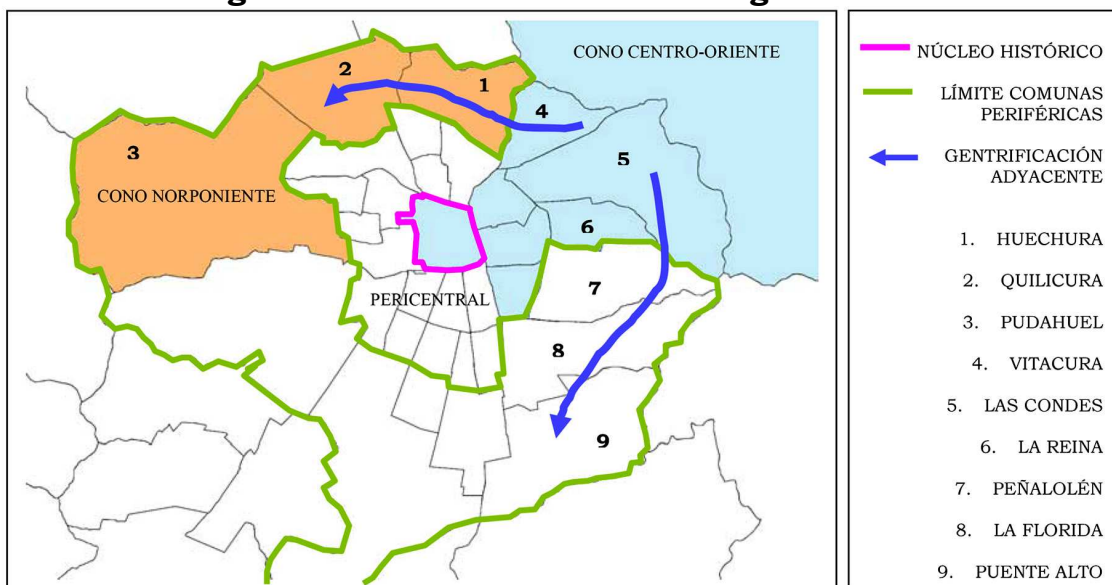 CONO CENTRO-ORIENTE
2
1
4
3
5
CONO NORPONIENTE
6
PERICENTRAL
7
8
9
NÚCLEO HISTÓRICO
LÍMITE COMUNAS
PERIFÉRICAS
GENTRIFICACIÓN
ADYACENTE
1. HUECHURA
2. QUILICURA
3. PUDAHUEL
4. VITACURA
5. LAS CONDES
6. LA REINA
7. PEÑALOLÉN
8. LA FLORIDA
9. PUENTE ALTO